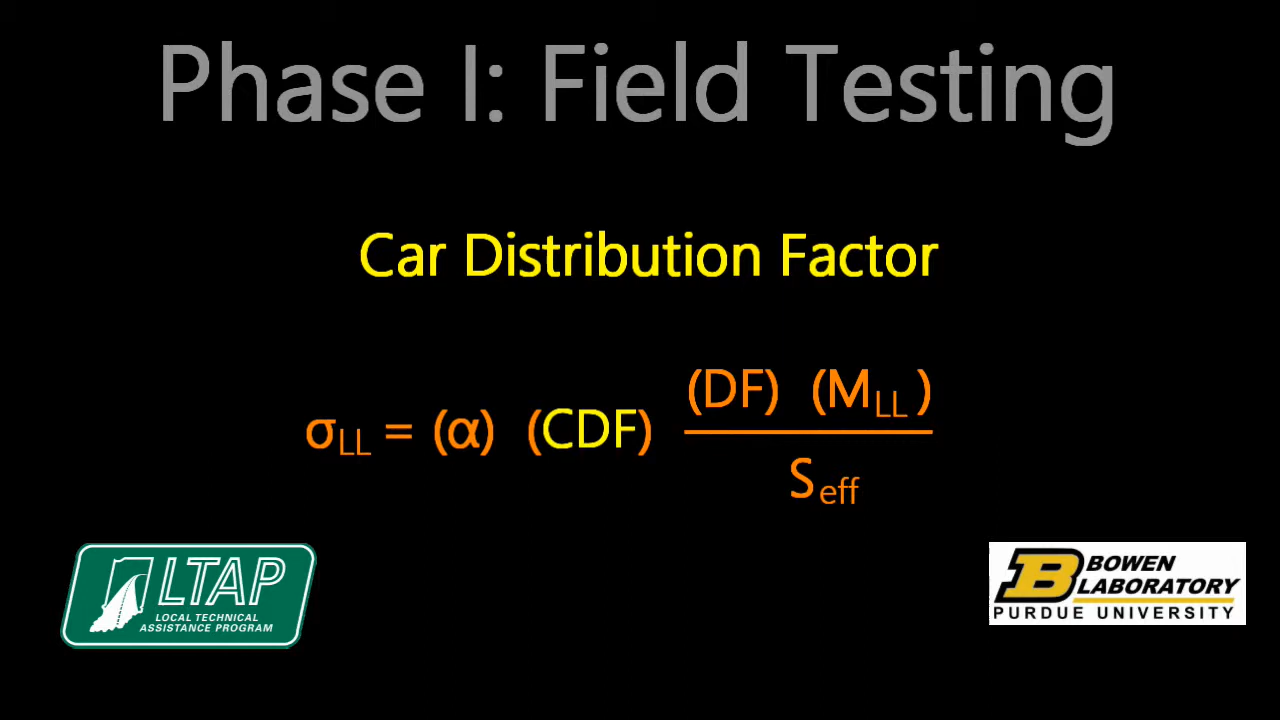 Phase I: Field Testing
Car Distribution Factor
σLL = (α) (CDF) (DF) (MLL)
Seff
LTAP
LOCAL TECHNICAL
ASSISTANCE PROGRAM
B BOWEN
LABORATORY
PURDUE UNIVERSITY